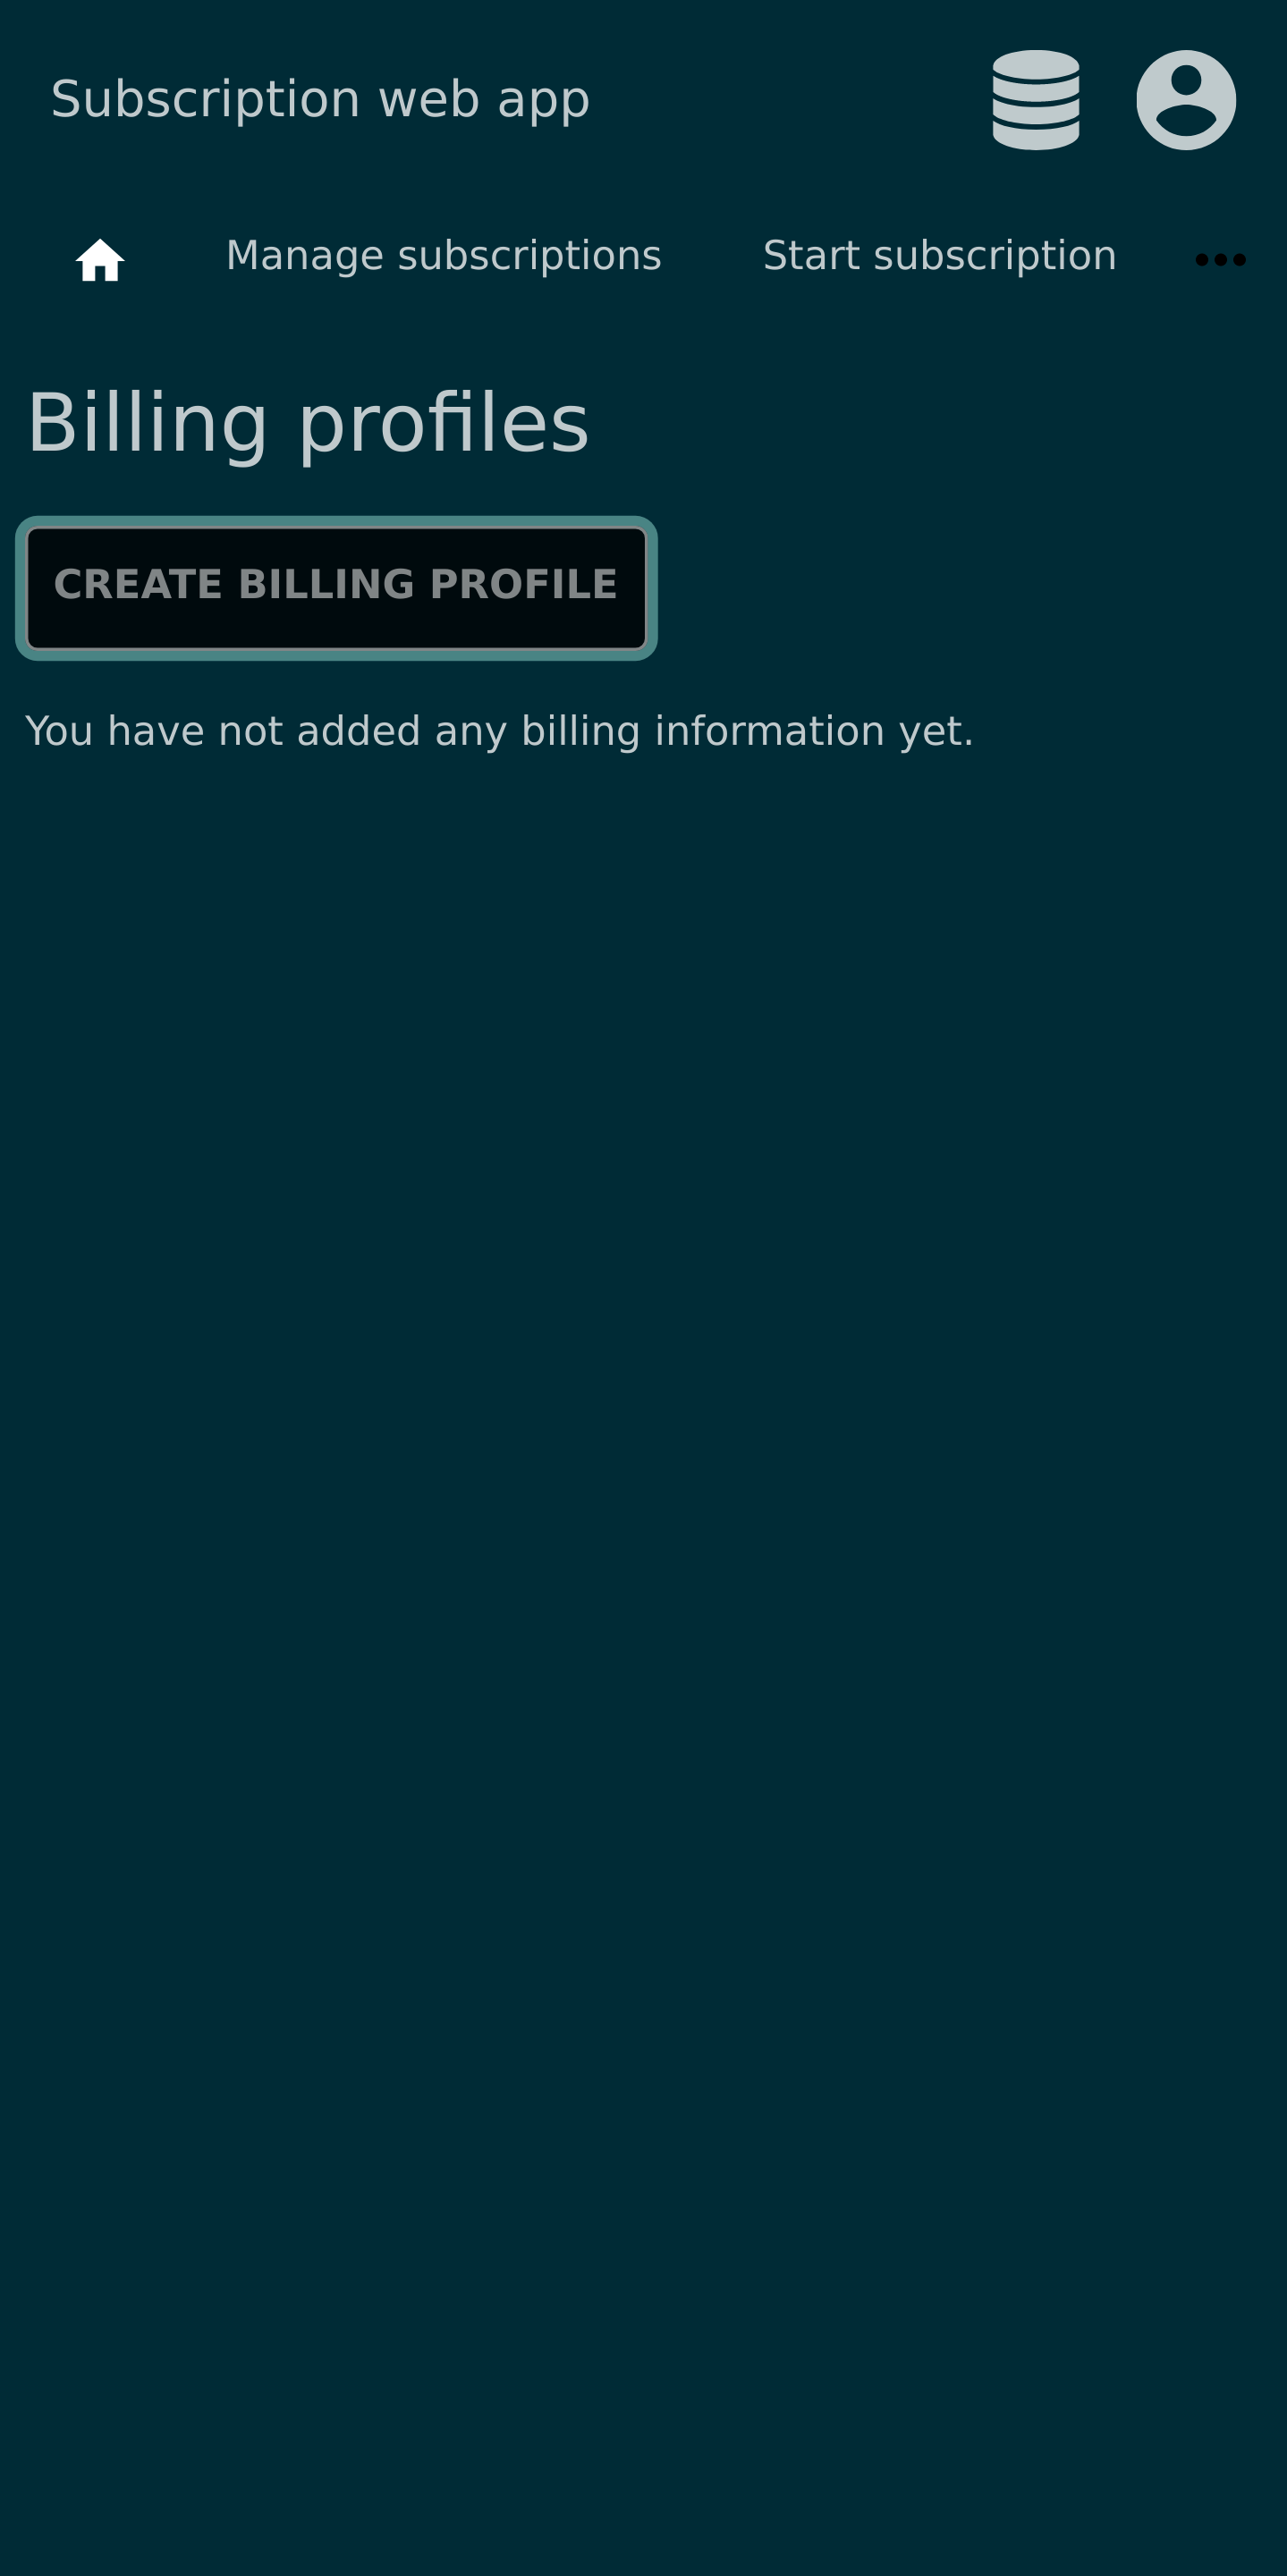 Subscription web app
Manage subscriptions Start subscription
Billing profiles
CREATE BILLING PROFILE
You have not added any billing information yet.